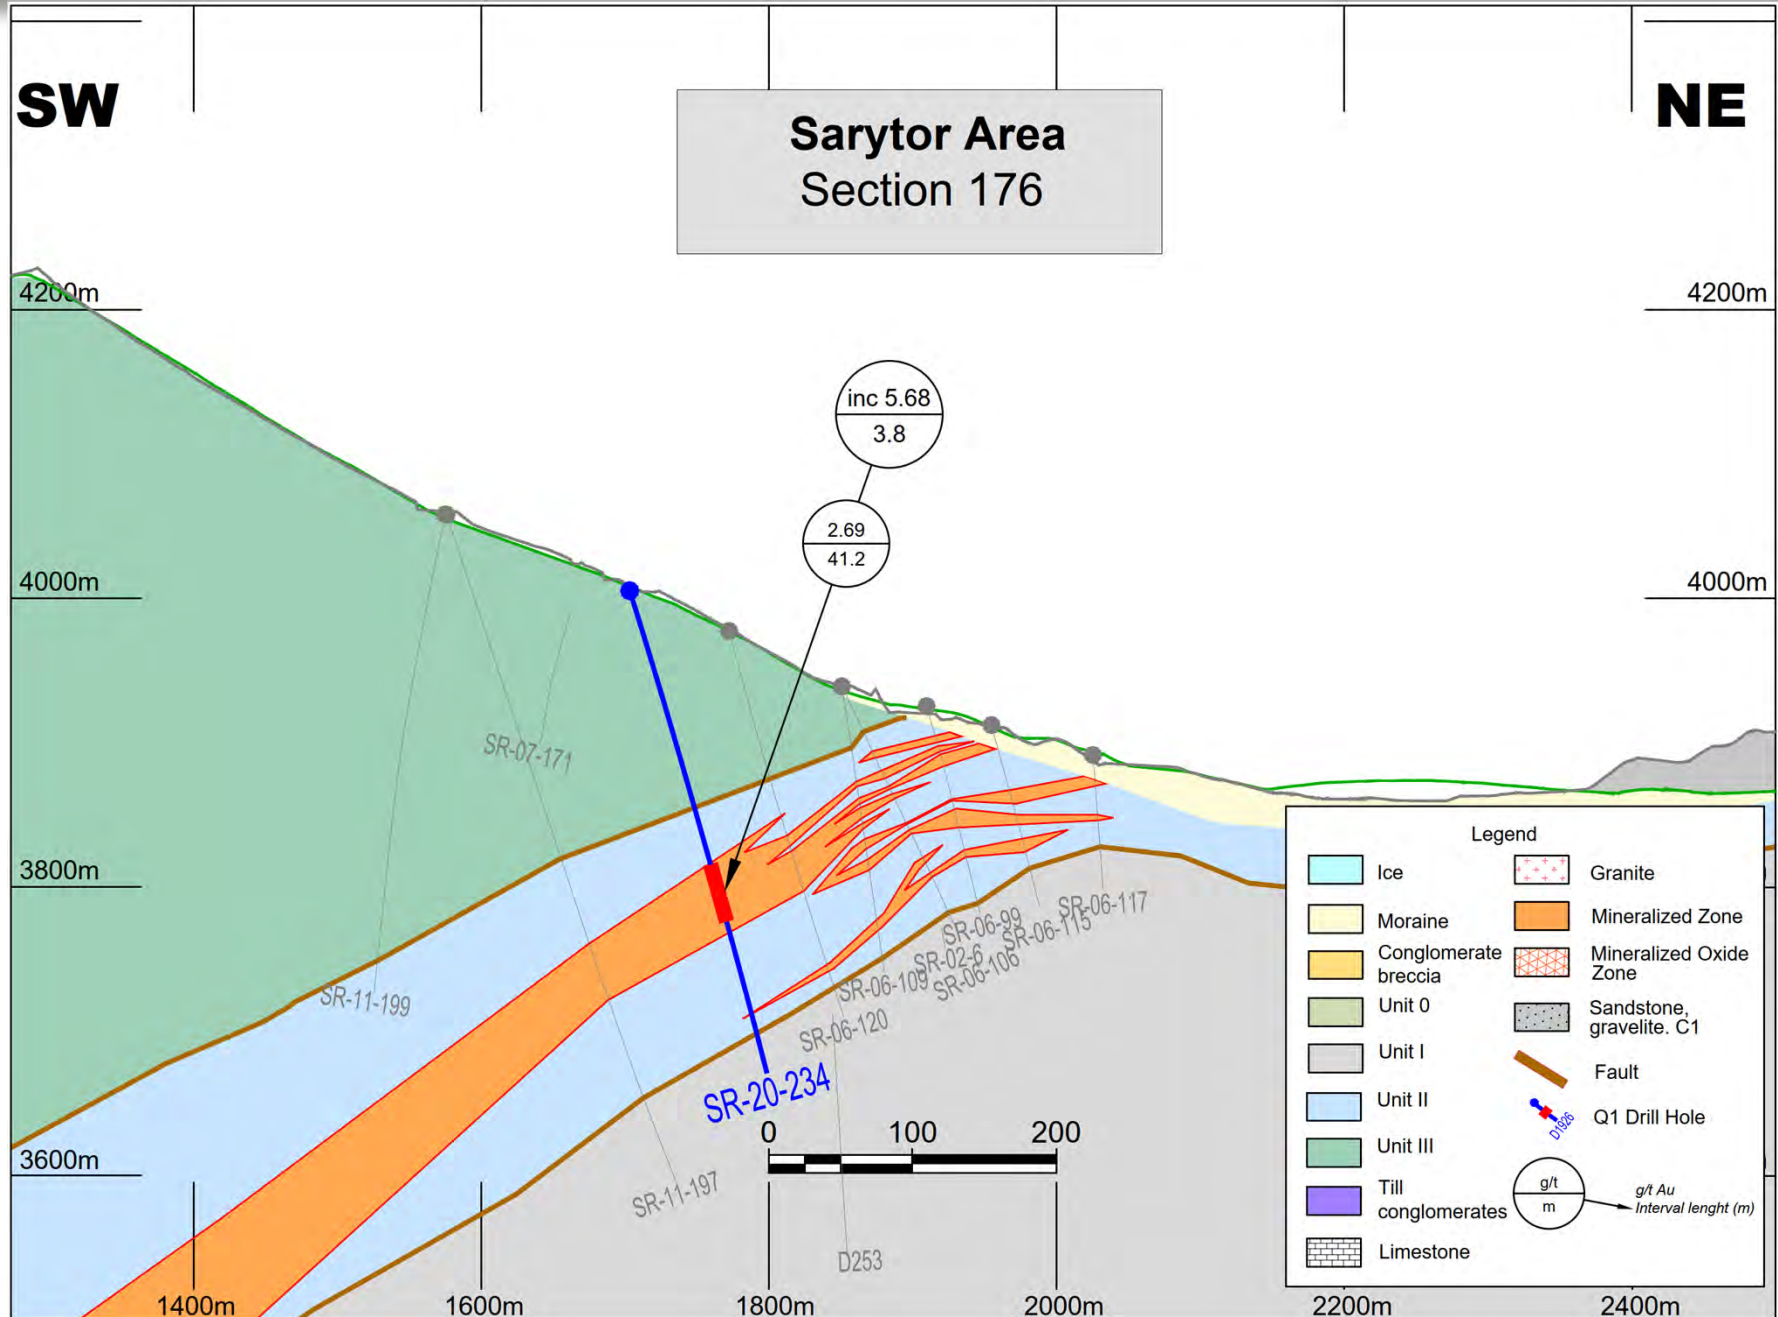 SW
NE
Sarytor Area
Section 176
4200m
4200m
inc 5.68
3.8
2.69
41.2
4000m
4000m
SR-07-171
3800m
SR-11-199
SR-06-117
SR-06-99
SR-06-115
SR-02-6
SR-06-106
SR-06-109
SR-06-120
SR-20-234
0
100
200
3600m
SR-11-197
D253
1400m
1600m
1800m
2000m
2200m
2400m
Legend
Ice
Moraine
Conglomerate
breccia
Unit 0
Unit I
Unit II
Unit III
Till
conglomerates
Limestone
Granite
Mineralized Zone
Mineralized Oxide
Zone
Sandstone,
gravelite. C1
Fault
D1926
Q1 Drill Hole
g/t
m
g/t Au
Interval lenght (m)